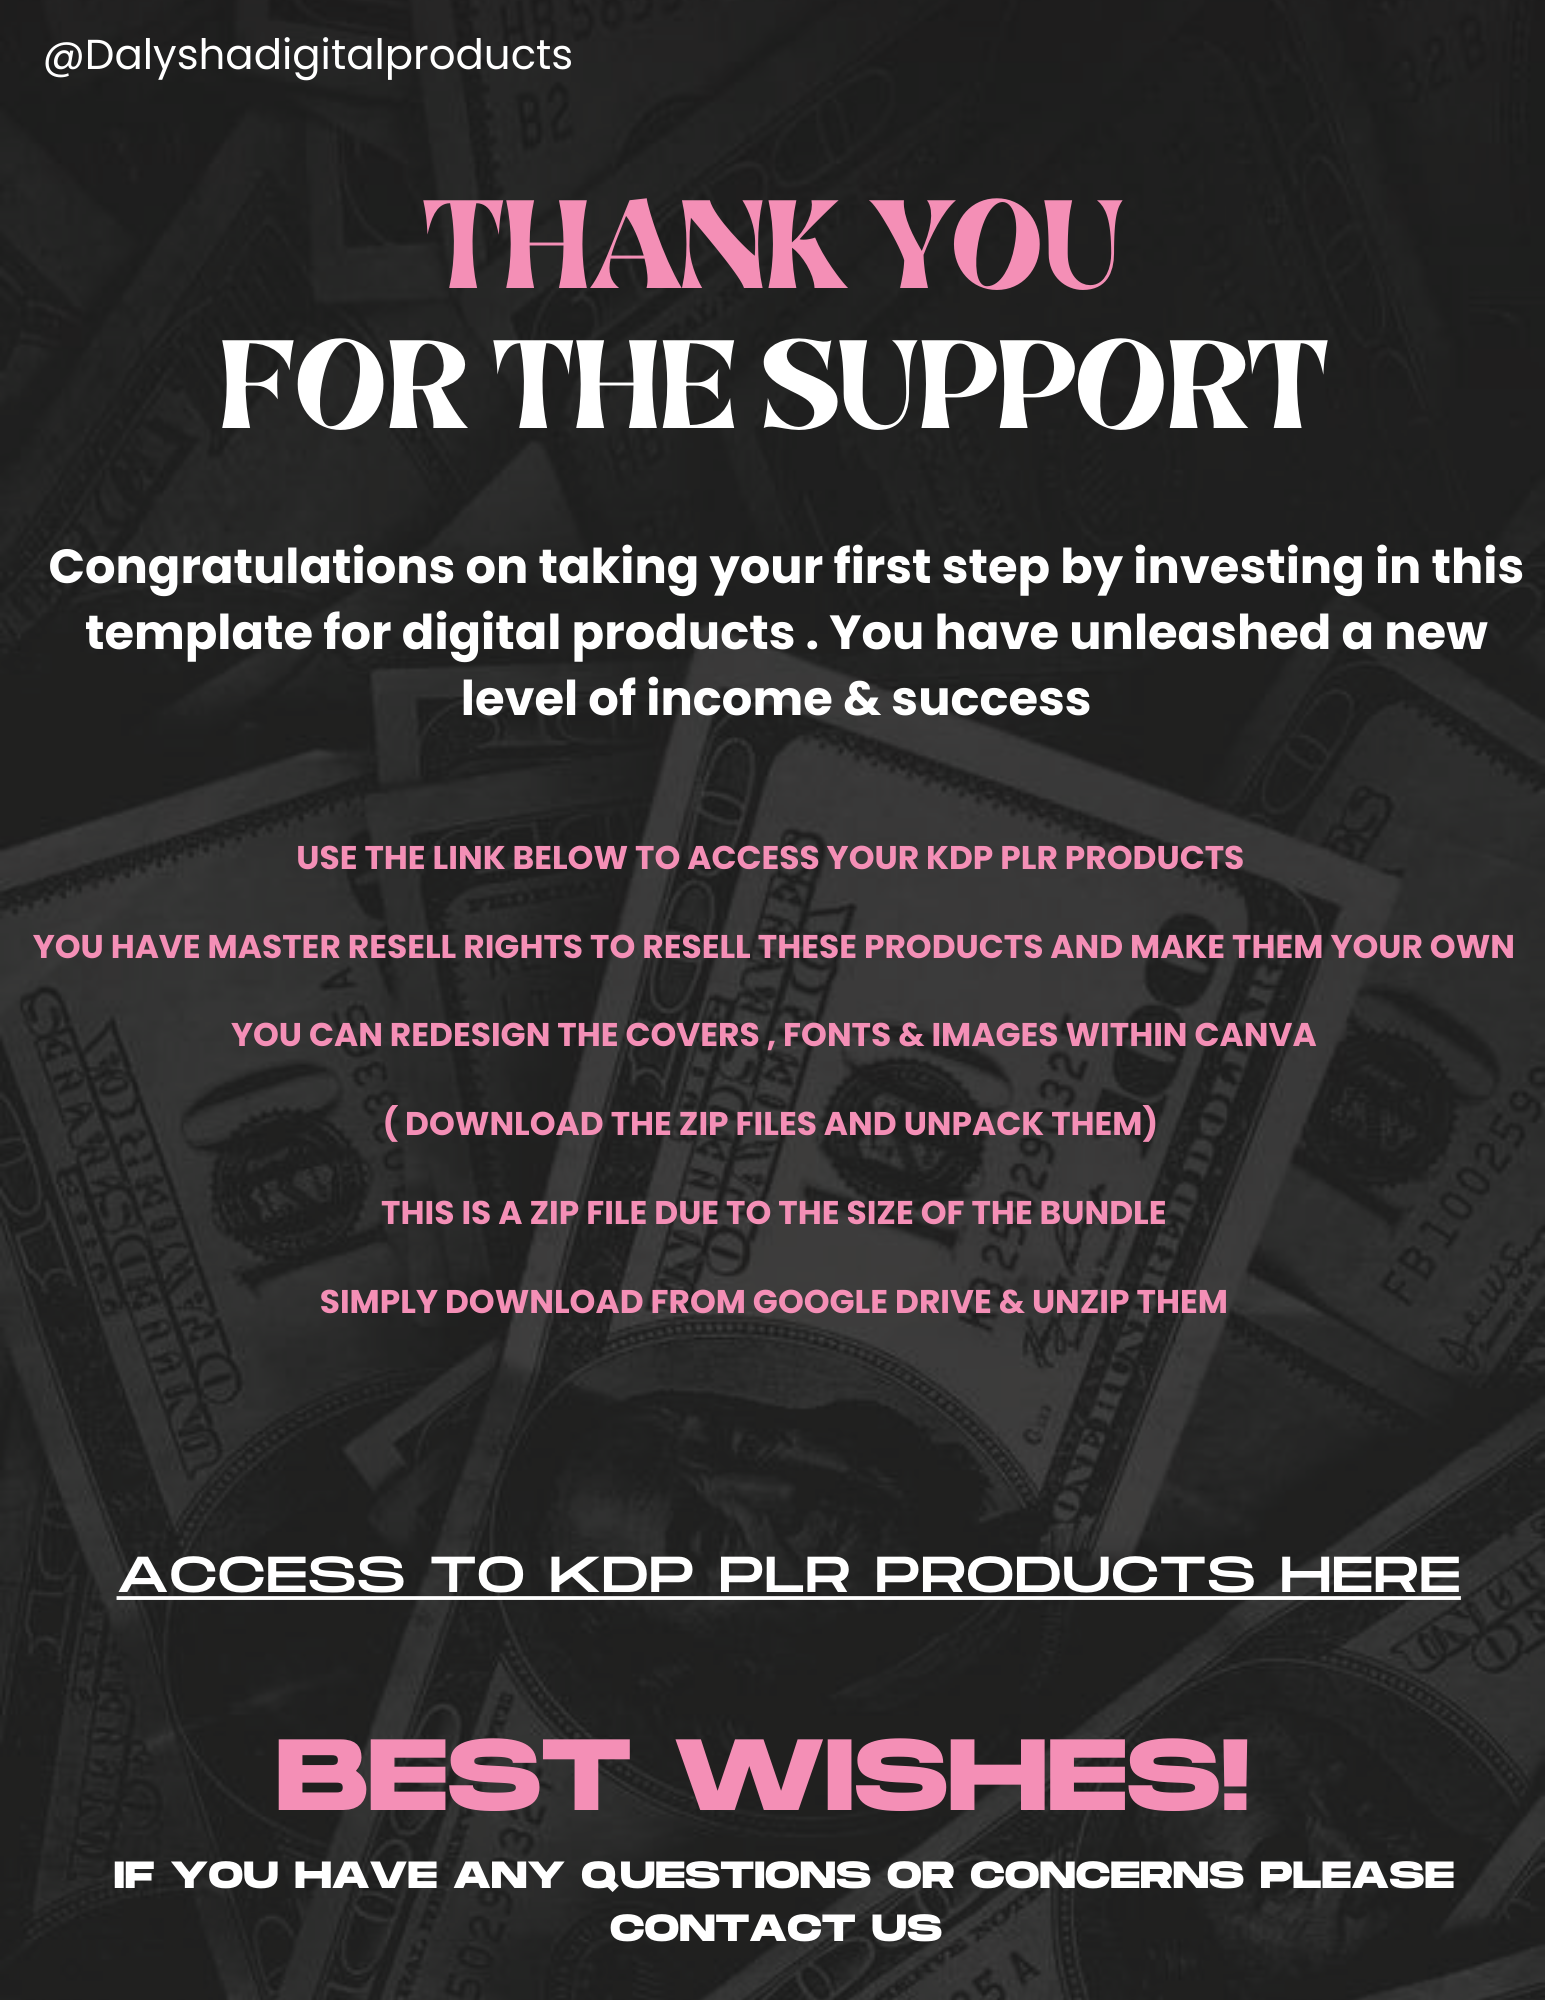 @Dalyshadigitalproducts
THANK YOU
FOR THE SUPPORT
Congratulations on taking your first step by investing in this
template for digital products . You have unleashed a new
level of income & success
USE THE LINK BELOW TO ACCESS YOUR KDP PLR PRODUCTS
YOU HAVE MASTER RESELL RIGHTS TO RESELL THESE PRODUCTS AND MAKE THEM YOUR OWN
YOU CAN REDESIGN THE COVERS , FONTS & IMAGES WITHIN CANVA
( DOWNLOAD THE ZIP FILES AND UNPACK THEM)
THIS IS A ZIP FILE DUE TO THE SIZE OF THE BUNDLE
SIMPLY DOWNLOAD FROM GOOGLE DRIVE & UNZIP THEM
ACCESS TO KDP PLR PRODUCTS HERE
BEST WISHES!
IF YOU HAVE ANY QUESTIONS OR CONCERNS PLEASE
CONTACT US